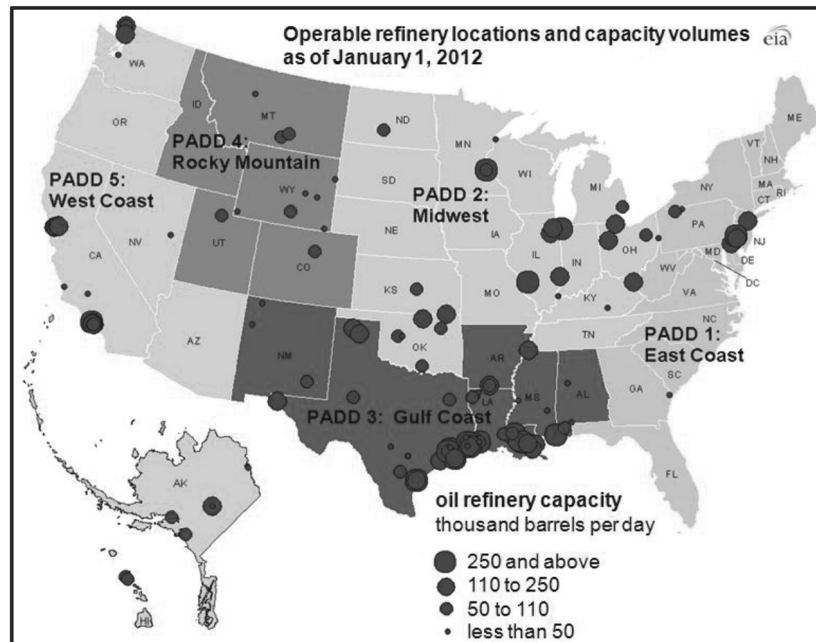 Operable refinery locations and capacity volumes
as of January 1, 2012
eia
WA
OR
ID
MT
ND
MN
PADD 4:
Rocky Mountain
PADD 5:
West Coast
PADD 2:
Midwest
SD
WY
WI
MI
NY
VT
NH
ME
MA
RI
CT
PA
NJ
NE
IA
NV
UT
CA
CO
IL
IN
OH
MD
DE
DC
WV
VA
KS
MO
KY
NC
TN
PADD 1:
East Coast
AZ
NM
OK
AR
SC
LA
MS
AL
GA
PADD 3: Gulf Coast
FL
AK
HI
oil refinery capacity
thousand barrels per day
250 and above
110 to 250
50 to 110
less than 50